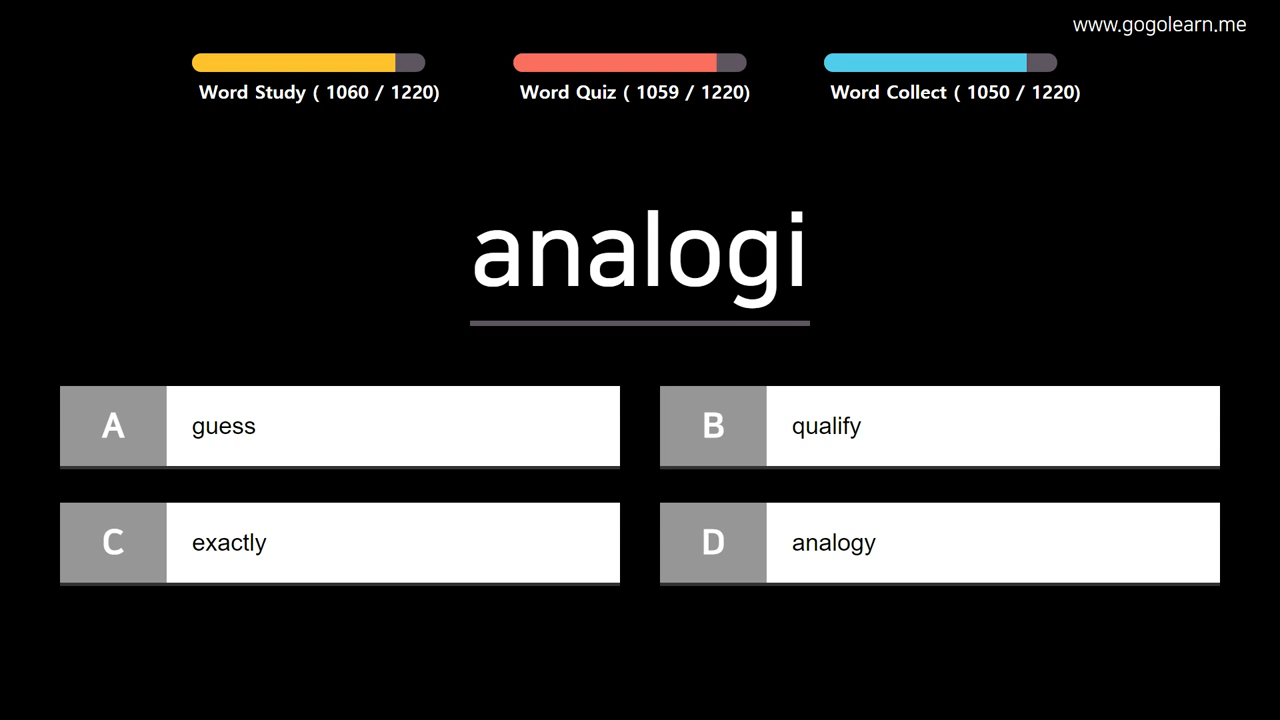 www.gogolearn.me
Word Study ( 1060 / 1220)
Word Quiz ( 1059 / 1220)
Word Collect ( 1050 / 1220)
analogi
A guess
B qualify
C exactly
D analogy